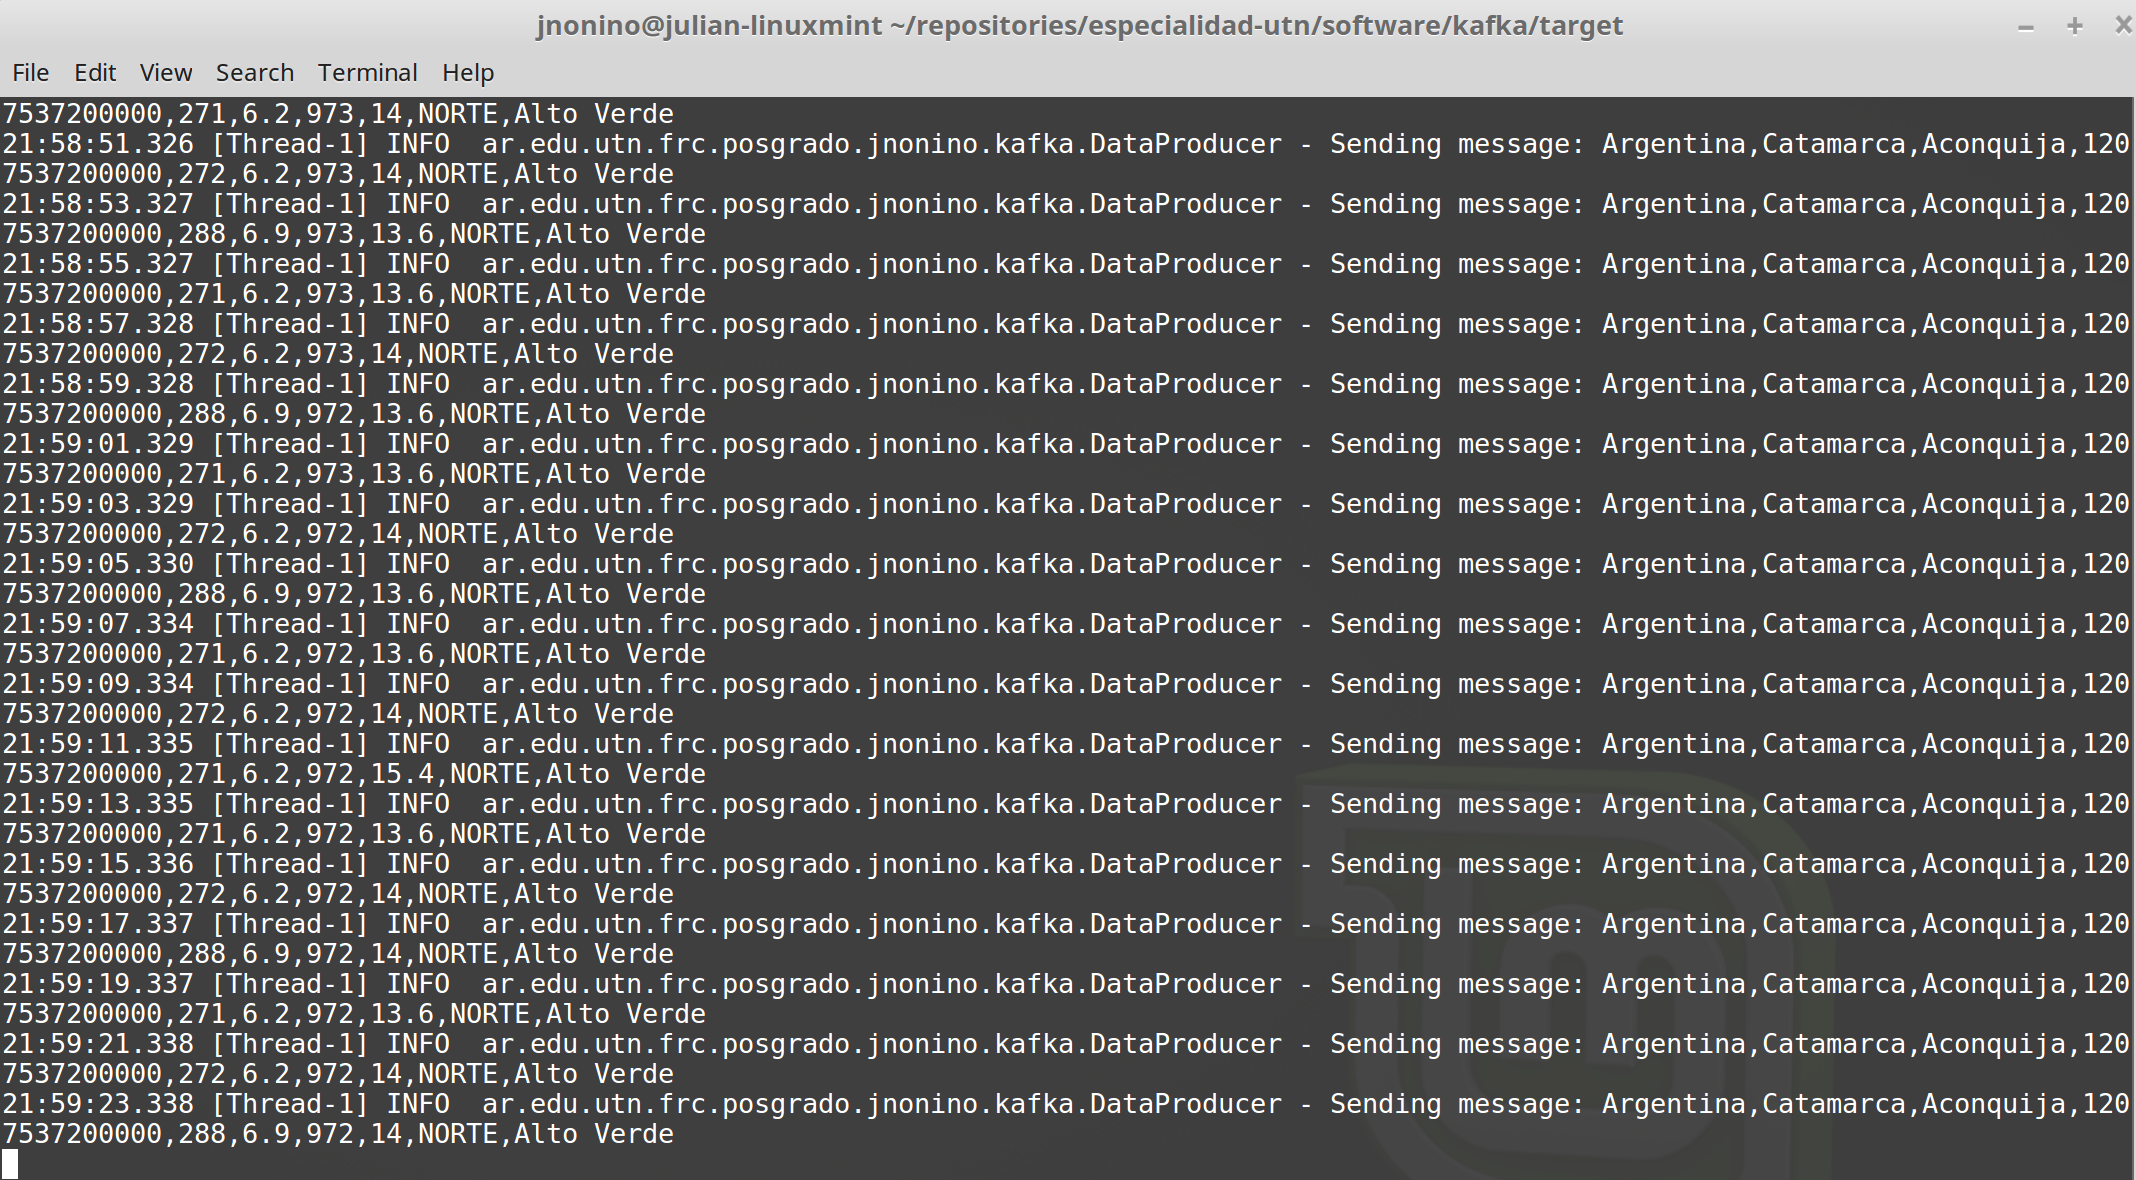 jnonino@julian-linuxmint ~/repositories/especialidad-utn/software/kafka/target
File Edit View Search Terminal Help
7537200000,271,6.2,973,14,NORTE,Alto Verde
21:58:51.326 [Thread-1] INFO  ar.edu.utn.frc.posgrado.jnonino.kafka.DataProducer - Sending message: Argentina,Catamarca,Aconquija,120
7537200000,272,6.2,973,14,NORTE,Alto Verde
21:58:53.327 [Thread-1] INFO  ar.edu.utn.frc.posgrado.jnonino.kafka.DataProducer - Sending message: Argentina,Catamarca,Aconquija,120
7537200000,288,6.9,973,13.6,NORTE,Alto Verde
21:58:55.327 [Thread-1] INFO  ar.edu.utn.frc.posgrado.jnonino.kafka.DataProducer - Sending message: Argentina,Catamarca,Aconquija,120
7537200000,271,6.2,973,13.6,NORTE,Alto Verde
21:58:57.328 [Thread-1] INFO  ar.edu.utn.frc.posgrado.jnonino.kafka.DataProducer - Sending message: Argentina,Catamarca,Aconquija,120
7537200000,272,6.2,973,14,NORTE,Alto Verde
21:58:59.328 [Thread-1] INFO  ar.edu.utn.frc.posgrado.jnonino.kafka.DataProducer - Sending message: Argentina,Catamarca,Aconquija,120
7537200000,288,6.9,972,13.6,NORTE,Alto Verde
21:59:01.329 [Thread-1] INFO  ar.edu.utn.frc.posgrado.jnonino.kafka.DataProducer - Sending message: Argentina,Catamarca,Aconquija,120
7537200000,271,6.2,973,13.6,NORTE,Alto Verde
21:59:03.329 [Thread-1] INFO  ar.edu.utn.frc.posgrado.jnonino.kafka.DataProducer - Sending message: Argentina,Catamarca,Aconquija,120
7537200000,272,6.2,972,14,NORTE,Alto Verde
21:59:05.330 [Thread-1] INFO  ar.edu.utn.frc.posgrado.jnonino.kafka.DataProducer - Sending message: Argentina,Catamarca,Aconquija,120
7537200000,288,6.9,972,13.6,NORTE,Alto Verde
21:59:07.334 [Thread-1] INFO  ar.edu.utn.frc.posgrado.jnonino.kafka.DataProducer - Sending message: Argentina,Catamarca,Aconquija,120
7537200000,271,6.2,972,13.6,NORTE,Alto Verde
21:59:09.334 [Thread-1] INFO  ar.edu.utn.frc.posgrado.jnonino.kafka.DataProducer - Sending message: Argentina,Catamarca,Aconquija,120
7537200000,272,6.2,972,14,NORTE,Alto Verde
21:59:11.335 [Thread-1] INFO  ar.edu.utn.frc.posgrado.jnonino.kafka.DataProducer - Sending message: Argentina,Catamarca,Aconquija,120
7537200000,271,6.2,972,15.4,NORTE,Alto Verde
21:59:13.335 [Thread-1] INFO  ar.edu.utn.frc.posgrado.jnonino.kafka.DataProducer - Sending message: Argentina,Catamarca,Aconquija,120
7537200000,271,6.2,972,13.6,NORTE,Alto Verde
21:59:15.336 [Thread-1] INFO  ar.edu.utn.frc.posgrado.jnonino.kafka.DataProducer - Sending message: Argentina,Catamarca,Aconquija,120
7537200000,272,6.2,972,14,NORTE,Alto Verde
21:59:17.337 [Thread-1] INFO  ar.edu.utn.frc.posgrado.jnonino.kafka.DataProducer - Sending message: Argentina,Catamarca,Aconquija,120
7537200000,288,6.9,972,14,NORTE,Alto Verde
21:59:19.337 [Thread-1] INFO  ar.edu.utn.frc.posgrado.jnonino.kafka.DataProducer - Sending message: Argentina,Catamarca,Aconquija,120
7537200000,271,6.2,972,13.6,NORTE,Alto Verde
21:59:21.338 [Thread-1] INFO  ar.edu.utn.frc.posgrado.jnonino.kafka.DataProducer - Sending message: Argentina,Catamarca,Aconquija,120
7537200000,272,6.2,972,14,NORTE,Alto Verde
21:59:23.338 [Thread-1] INFO  ar.edu.utn.frc.posgrado.jnonino.kafka.DataProducer - Sending message: Argentina,Catamarca,Aconquija,120
7537200000,288,6.9,972,14,NORTE,Alto Verde